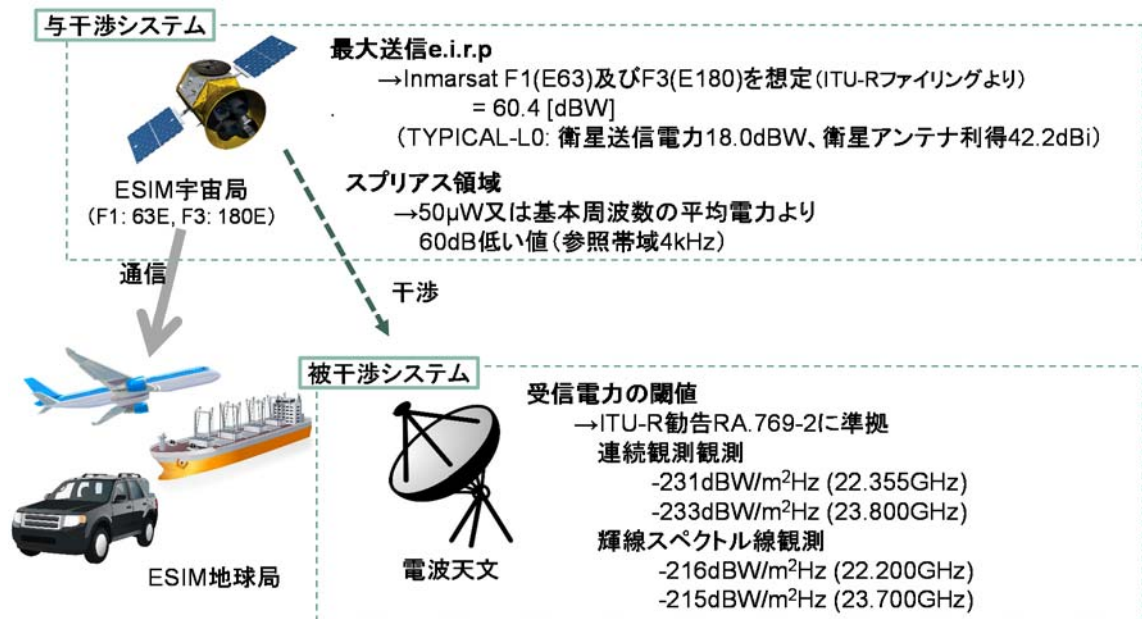 与干渉システム
最大送信e.i.r.p
→Inmarsat F1(E63)及びF3(E180)を想定(ITU-Rファイリングより)
= 60.4 [dBW]
.
(TYPICAL-L0: 衛星送信電力18.0dBW、衛星アンテナ利得42.2dBi)
ESIM宇宙局
(F1: 63E, F3: 180E)
スプリアス領域
→50μW又は基本周波数の平均電力より
60dB低い値(参照帯域4kHz)
通信
干渉
被干渉システム
受信電力の閾値
→ITU-R勧告RA.769-2に準拠
連続観測観測
-231dBW/m²Hz (22.355GHz)
-233dBW/m²Hz (23.800GHz)
輝線スペクトル線観測
-216dBW/m²Hz (22.200GHz)
-215dBW/m²Hz (23.700GHz)
電波天文
ESIM地球局